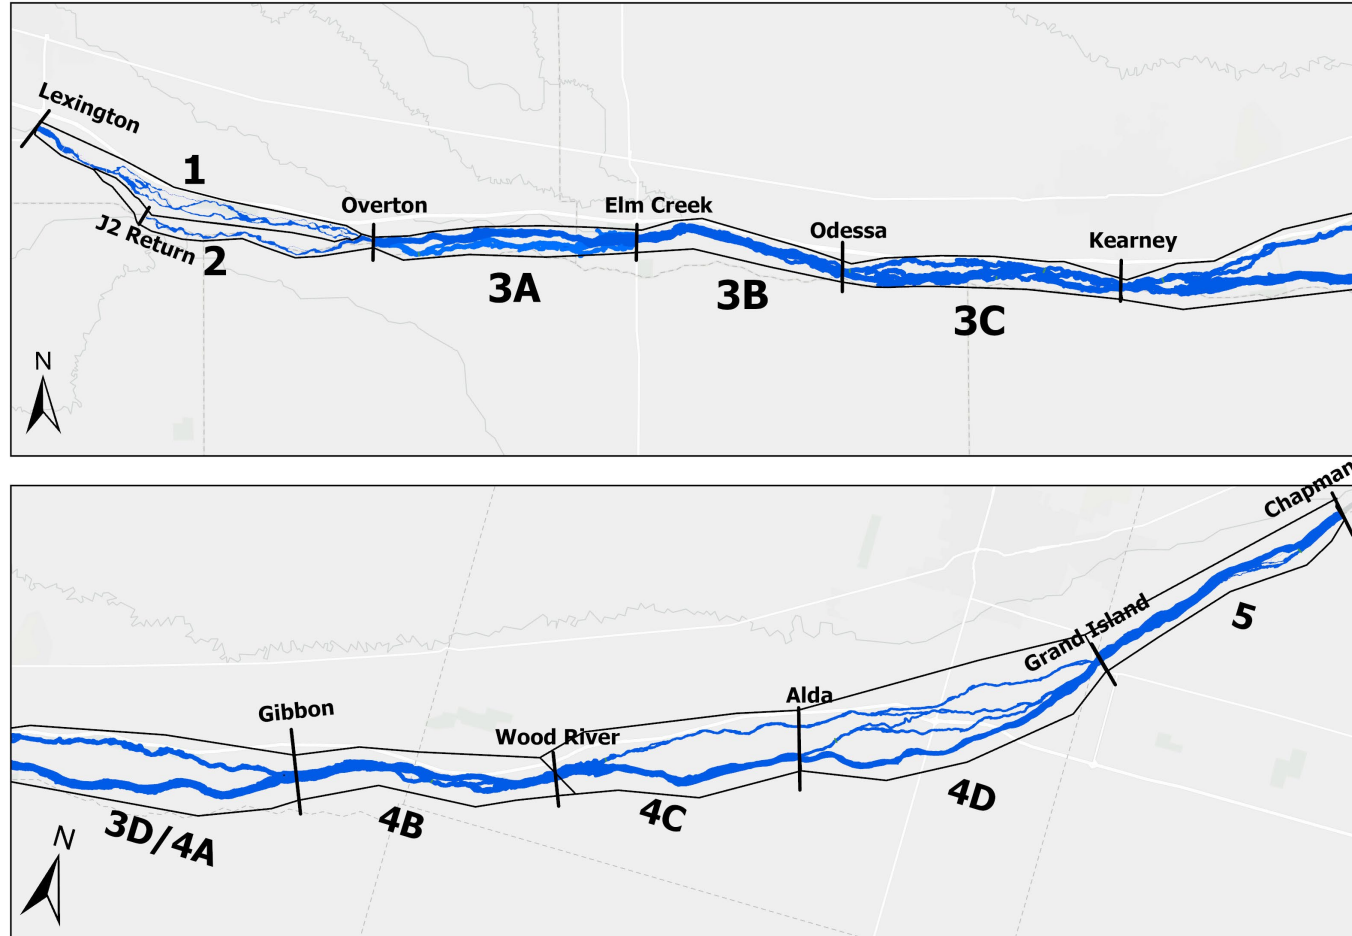 Lexington
1
J2 Return
2
Overton
3A
Elm Creek
3B
Odessa
3C
Kearney
N
Chapman
Grand Island
5
Alda
4D
Wood River
4C
Gibbon
4B
3D/4A
N